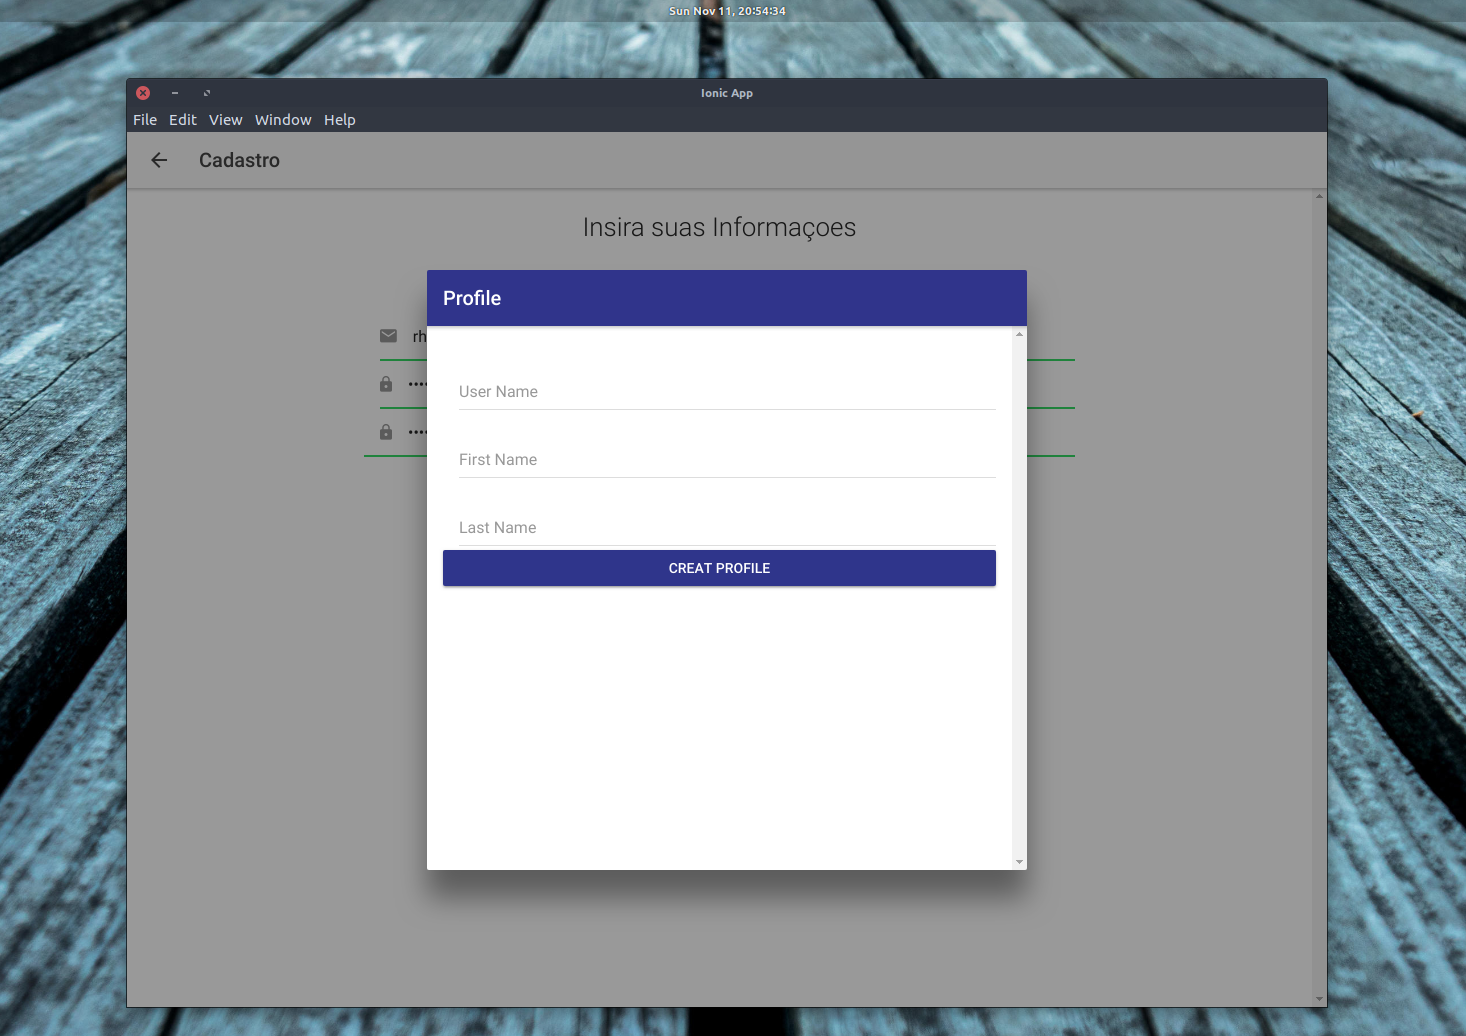 Sun Nov 11, 20:54:34
Ionic App
File Edit View Window Help
Cadastro
Insira suas Informaçoes
rh
Profile
User Name
First Name
Last Name
CREAT PROFILE